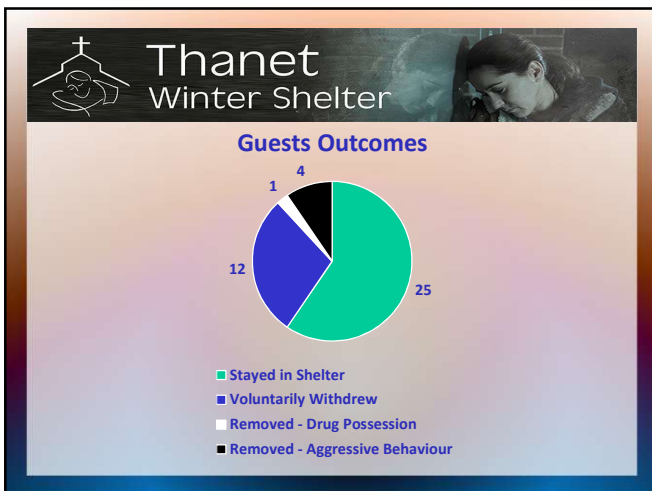 Thanet
Winter Shelter
Guests Outcomes
4
1
12
25
Stayed in Shelter
Voluntarily Withdrew
Removed - Drug Possession
Removed - Aggressive Behaviour